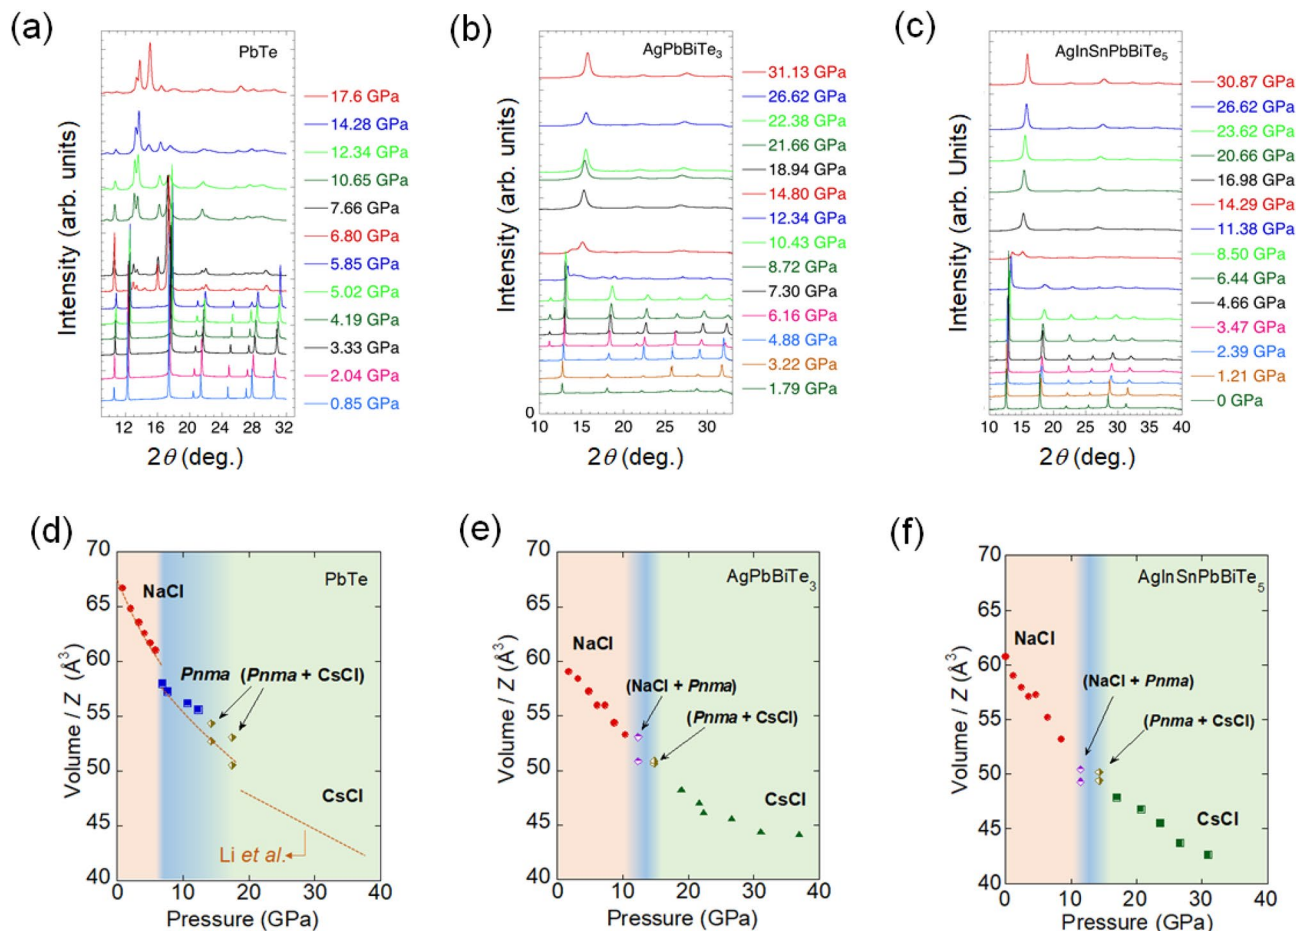 (a)
PbTe
Intensity (arb. units)
17.6 GPa
14.28 GPa
12.34 GPa
10.65 GPa
7.66 GPa
6.80 GPa
5.85 GPa
5.02 GPa
4.19 GPa
3.33 GPa
2.04 GPa
0.85 GPa
12 16 20 24 28 32
2θ (deg.)
(b)
AgPbBiTe₃
Intensity (arb. units)
31.13 GPa
26.62 GPa
22.38 GPa
21.66 GPa
18.94 GPa
14.80 GPa
12.34 GPa
10.43 GPa
8.72 GPa
7.30 GPa
6.16 GPa
4.88 GPa
3.22 GPa
1.79 GPa
0
10 15 20 25 30
2θ (deg.)
(c)
AgInSnPbBiTe₅
Intensity (arb. Units)
30.87 GPa
26.62 GPa
23.62 GPa
20.66 GPa
16.98 GPa
14.29 GPa
11.38 GPa
8.50 GPa
6.44 GPa
4.66 GPa
3.47 GPa
2.39 GPa
1.21 GPa
0 GPa
10 15 20 25 30 35 40
2θ (deg.)
(d)
PbTe
Volume / Z (Å³)
70
65
60
55
50
45
40
NaCl
Pnma (Pnma + CsCl)
CsCl
Li et al.
0 10 20 30 40
Pressure (GPa)
(e)
AgPbBiTe₃
Volume / Z (Å³)
70
65
60
55
50
45
40
NaCl
(NaCl + Pnma)
(Pnma + CsCl)
CsCl
0 10 20 30 40
Pressure (GPa)
(f)
AgInSnPbBiTe₅
Volume / Z (Å³)
70
65
60
55
50
45
40
NaCl
(NaCl + Pnma)
(Pnma + CsCl)
CsCl
0 10 20 30 40
Pressure (GPa)